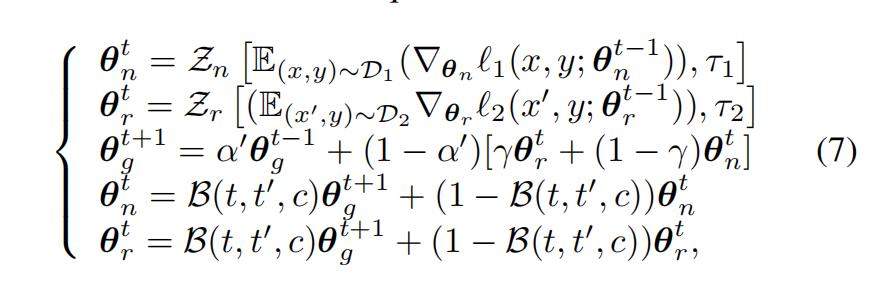 θ_n^t = 𝒵_n [𝔼_{(x,y)∼𝒟_1}(∇_{θ_n} ℓ_1(x, y; θ_n^{t−1})), τ_1]
θ_r^t = 𝒵_r [(𝔼_{(x′,y)∼𝒟_2} ∇_{θ_r} ℓ_2(x′, y; θ_r^{t−1})), τ_2]
θ_g^{t+1} = α′θ_g^{t−1} + (1 − α′)[γθ_r^t + (1 − γ)θ_n^t] (7)
θ_n^t = ℬ(t, t′, c)θ_g^{t+1} + (1 − ℬ(t, t′, c))θ_n^t
θ_r^t = ℬ(t, t′, c)θ_g^{t+1} + (1 − ℬ(t, t′, c))θ_r^t,